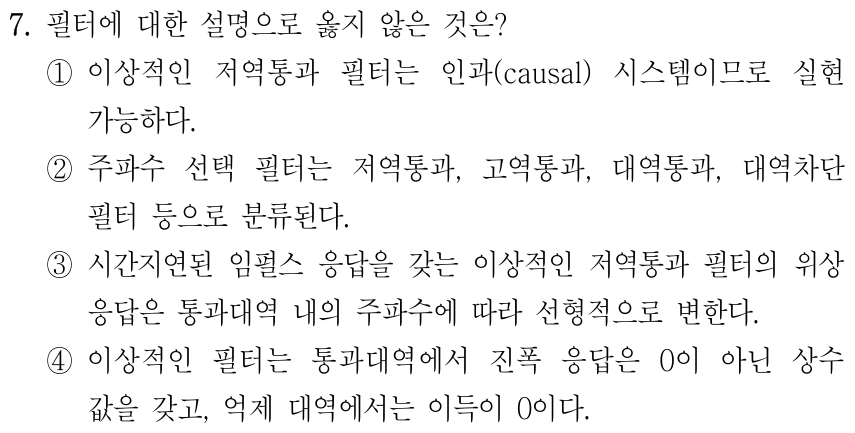 7. 필터에 대한 설명으로 옳지 않은 것은?
① 이상적인 저역통과 필터는 인과(causal) 시스템이므로 실현
가능하다.
② 주파수 선택 필터는 저역통과, 고역통과, 대역통과, 대역차단
필터 등으로 분류된다.
③ 시간지연된 임펄스 응답을 갖는 이상적인 저역통과 필터의 위상
응답은 통과대역 내의 주파수에 따라 선형적으로 변한다.
④ 이상적인 필터는 통과대역에서 진폭 응답은 0이 아닌 상수
값을 갖고, 억제 대역에서는 이득이 0이다.